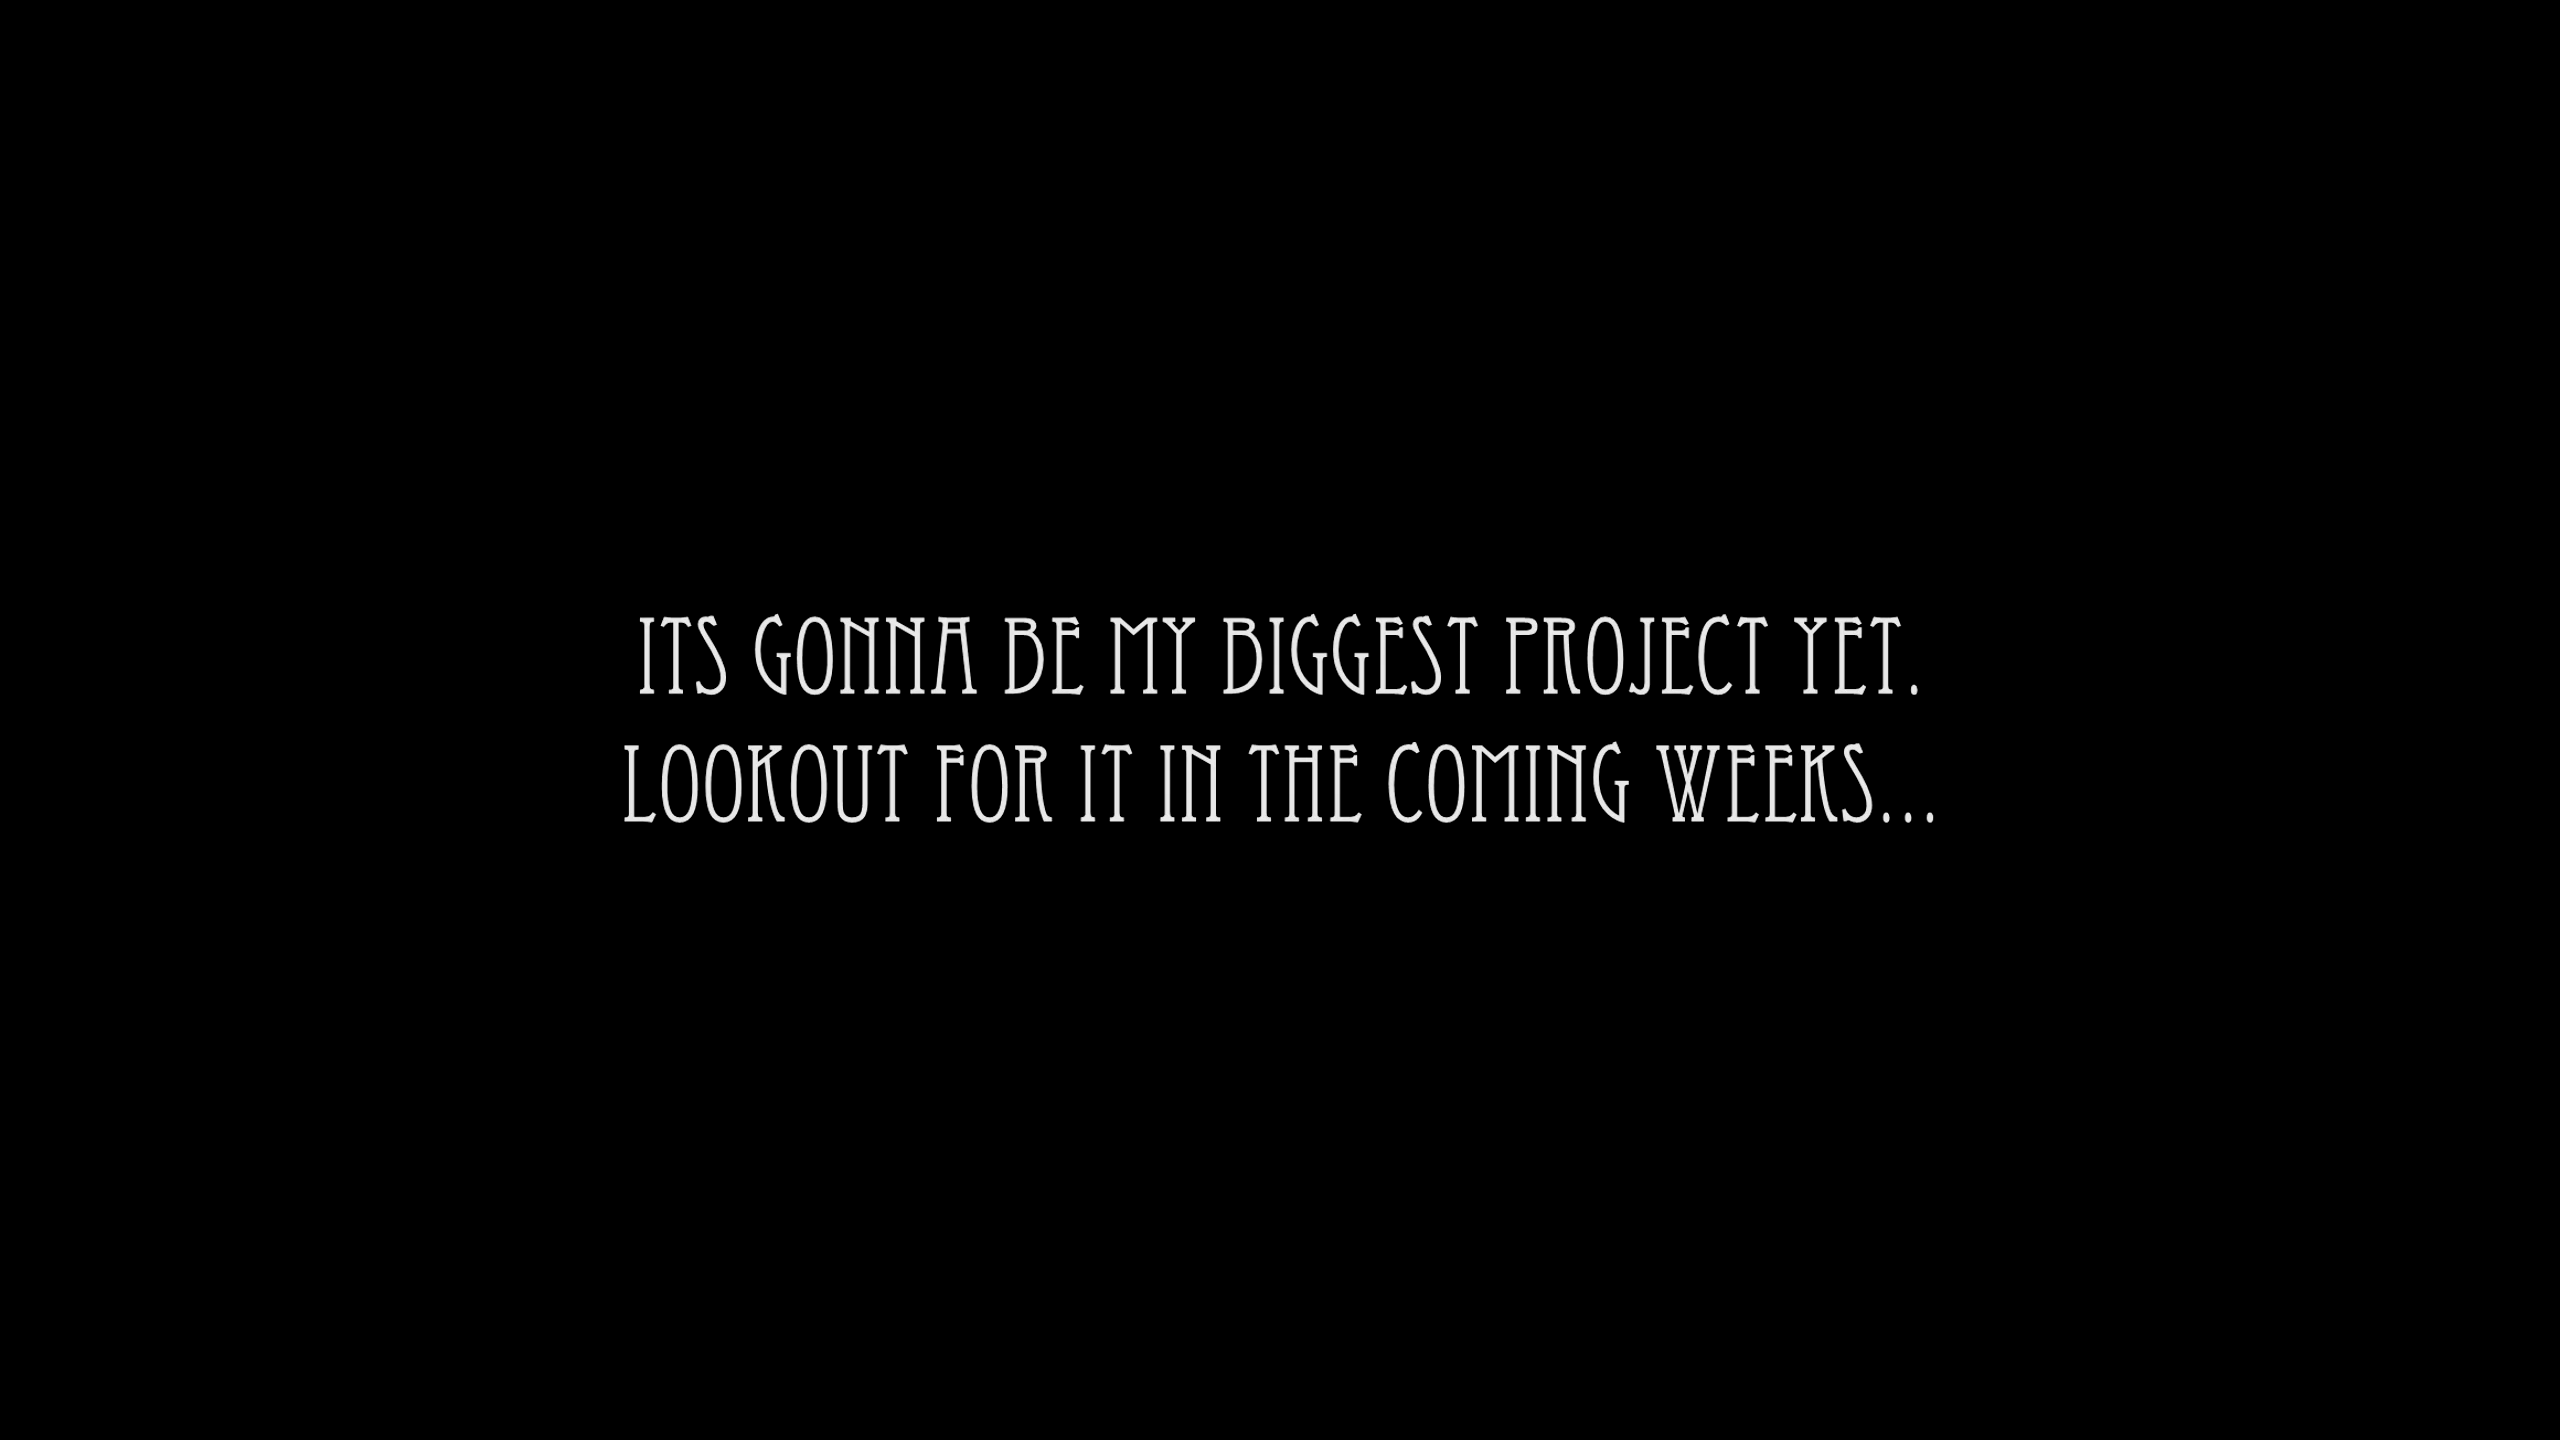 ITS GONNA BE MY BIGGEST PROJECT YET.
LOOKOUT FOR IT IN THE COMING WEEKS...